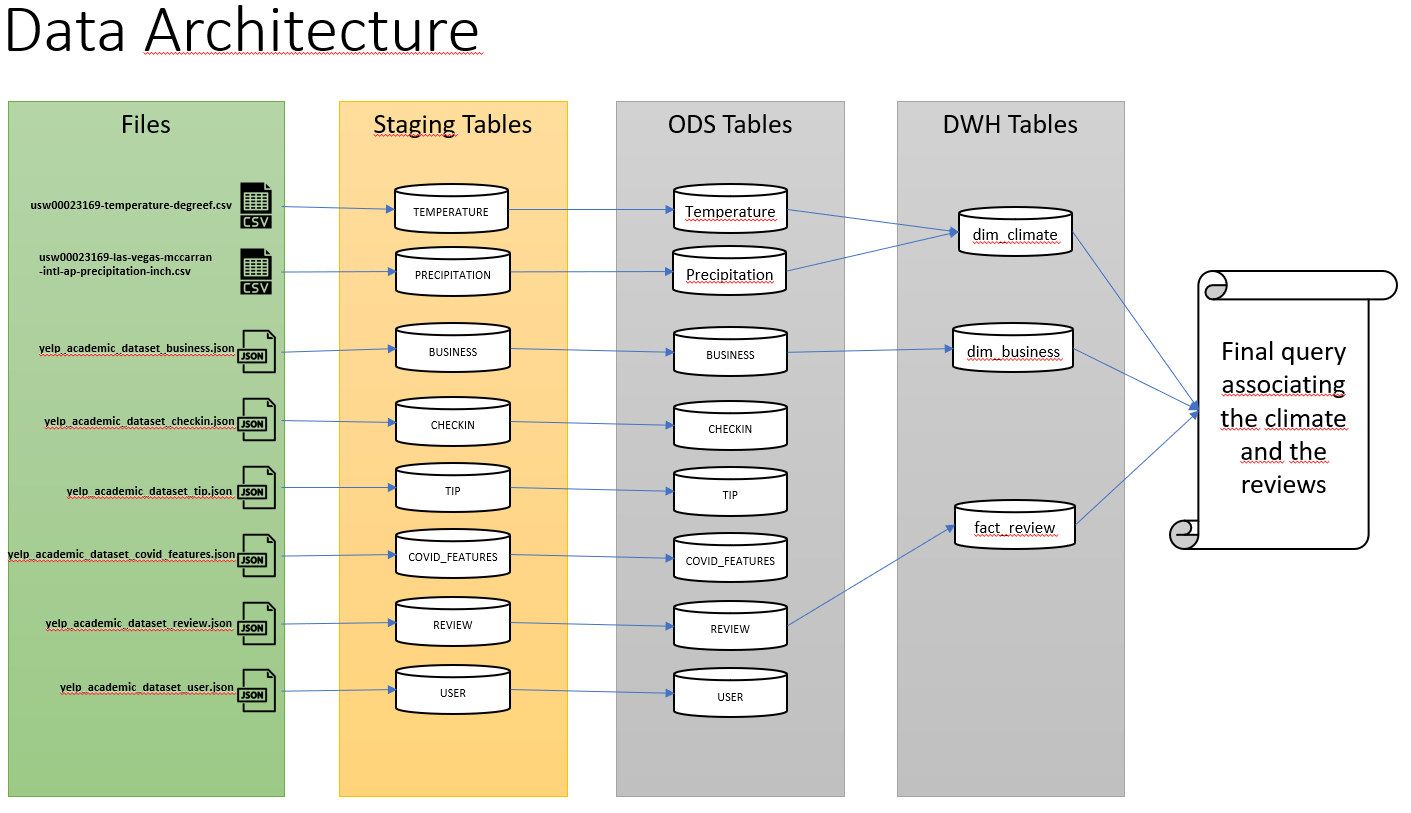 Data Architecture
Files
Staging Tables
ODS Tables
DWH Tables
usw00023169-temperature-degreef.csv
CSV
TEMPERATURE
Temperature
dim_climate
usw00023169-las-vegas-mccarran
-intl-ap-precipitation-inch.csv
CSV
PRECIPITATION
Precipitation
yelp_academic_dataset_business.json
JSON
BUSINESS
BUSINESS
dim_business
yelp_academic_dataset_checkin.json
JSON
CHECKIN
CHECKIN
yelp_academic_dataset_tip.json
JSON
TIP
TIP
fact_review
yelp_academic_dataset_covid_features.json
JSON
COVID_FEATURES
COVID_FEATURES
yelp_academic_dataset_review.json
JSON
REVIEW
REVIEW
yelp_academic_dataset_user.json
JSON
USER
USER
Final query
associating
the climate
and the
reviews